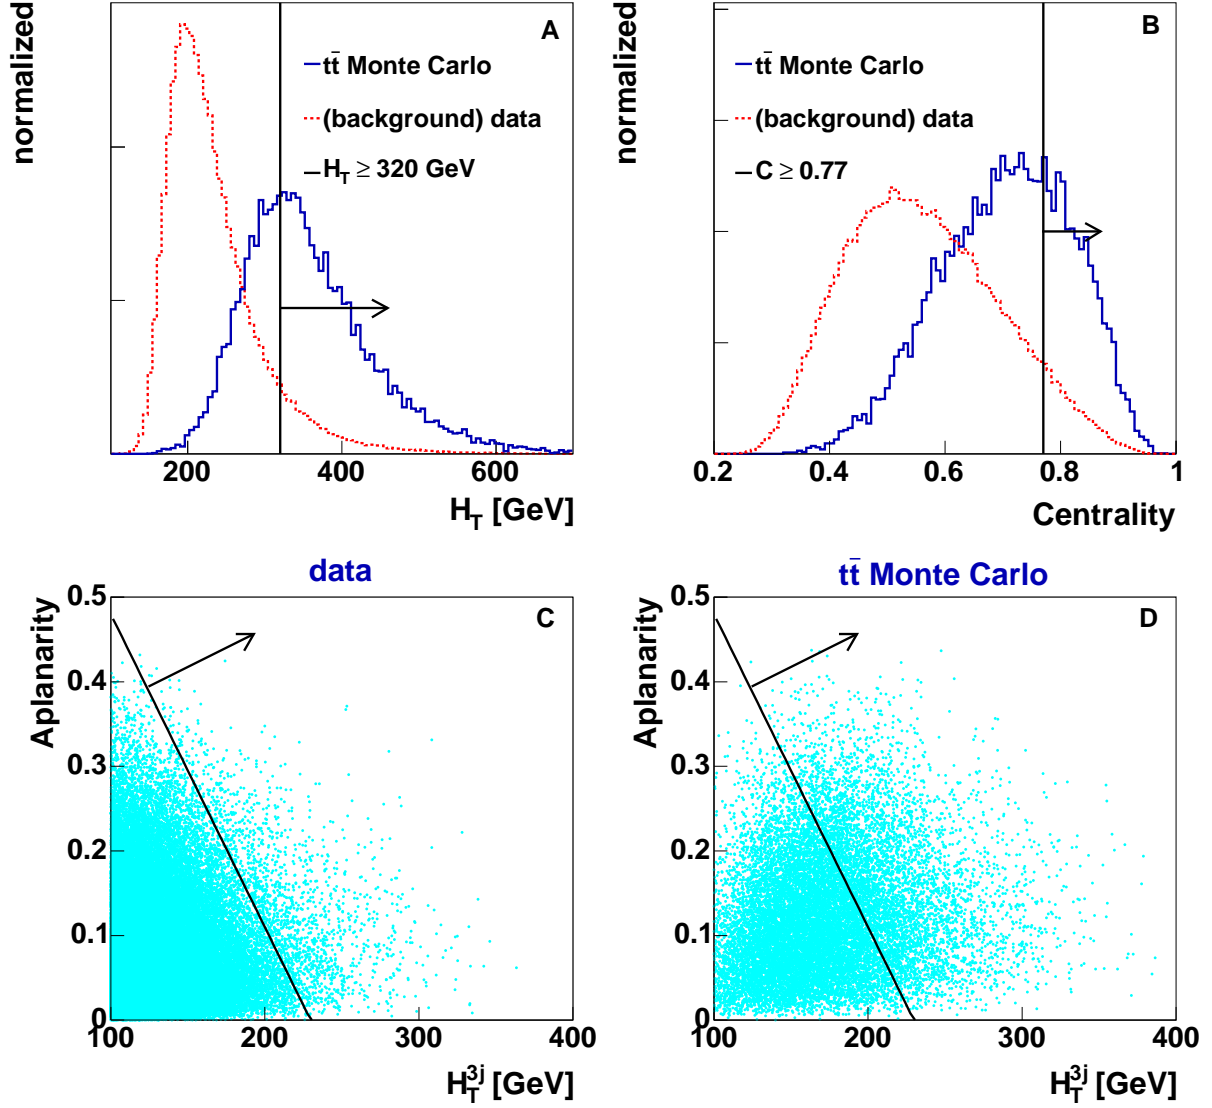 normalized
A
tt̄ Monte Carlo
(background) data
H_T ≥ 320 GeV
200 400 600
H_T [GeV]
normalized
B
tt̄ Monte Carlo
(background) data
C ≥ 0.77
0.2 0.4 0.6 0.8 1
Centrality
data
Aplanarity
C
0.5
0.4
0.3
0.2
0.1
0
100 200 300 400
H_T^3j [GeV]
tt̄ Monte Carlo
Aplanarity
D
0.5
0.4
0.3
0.2
0.1
0
100 200 300 400
H_T^3j [GeV]